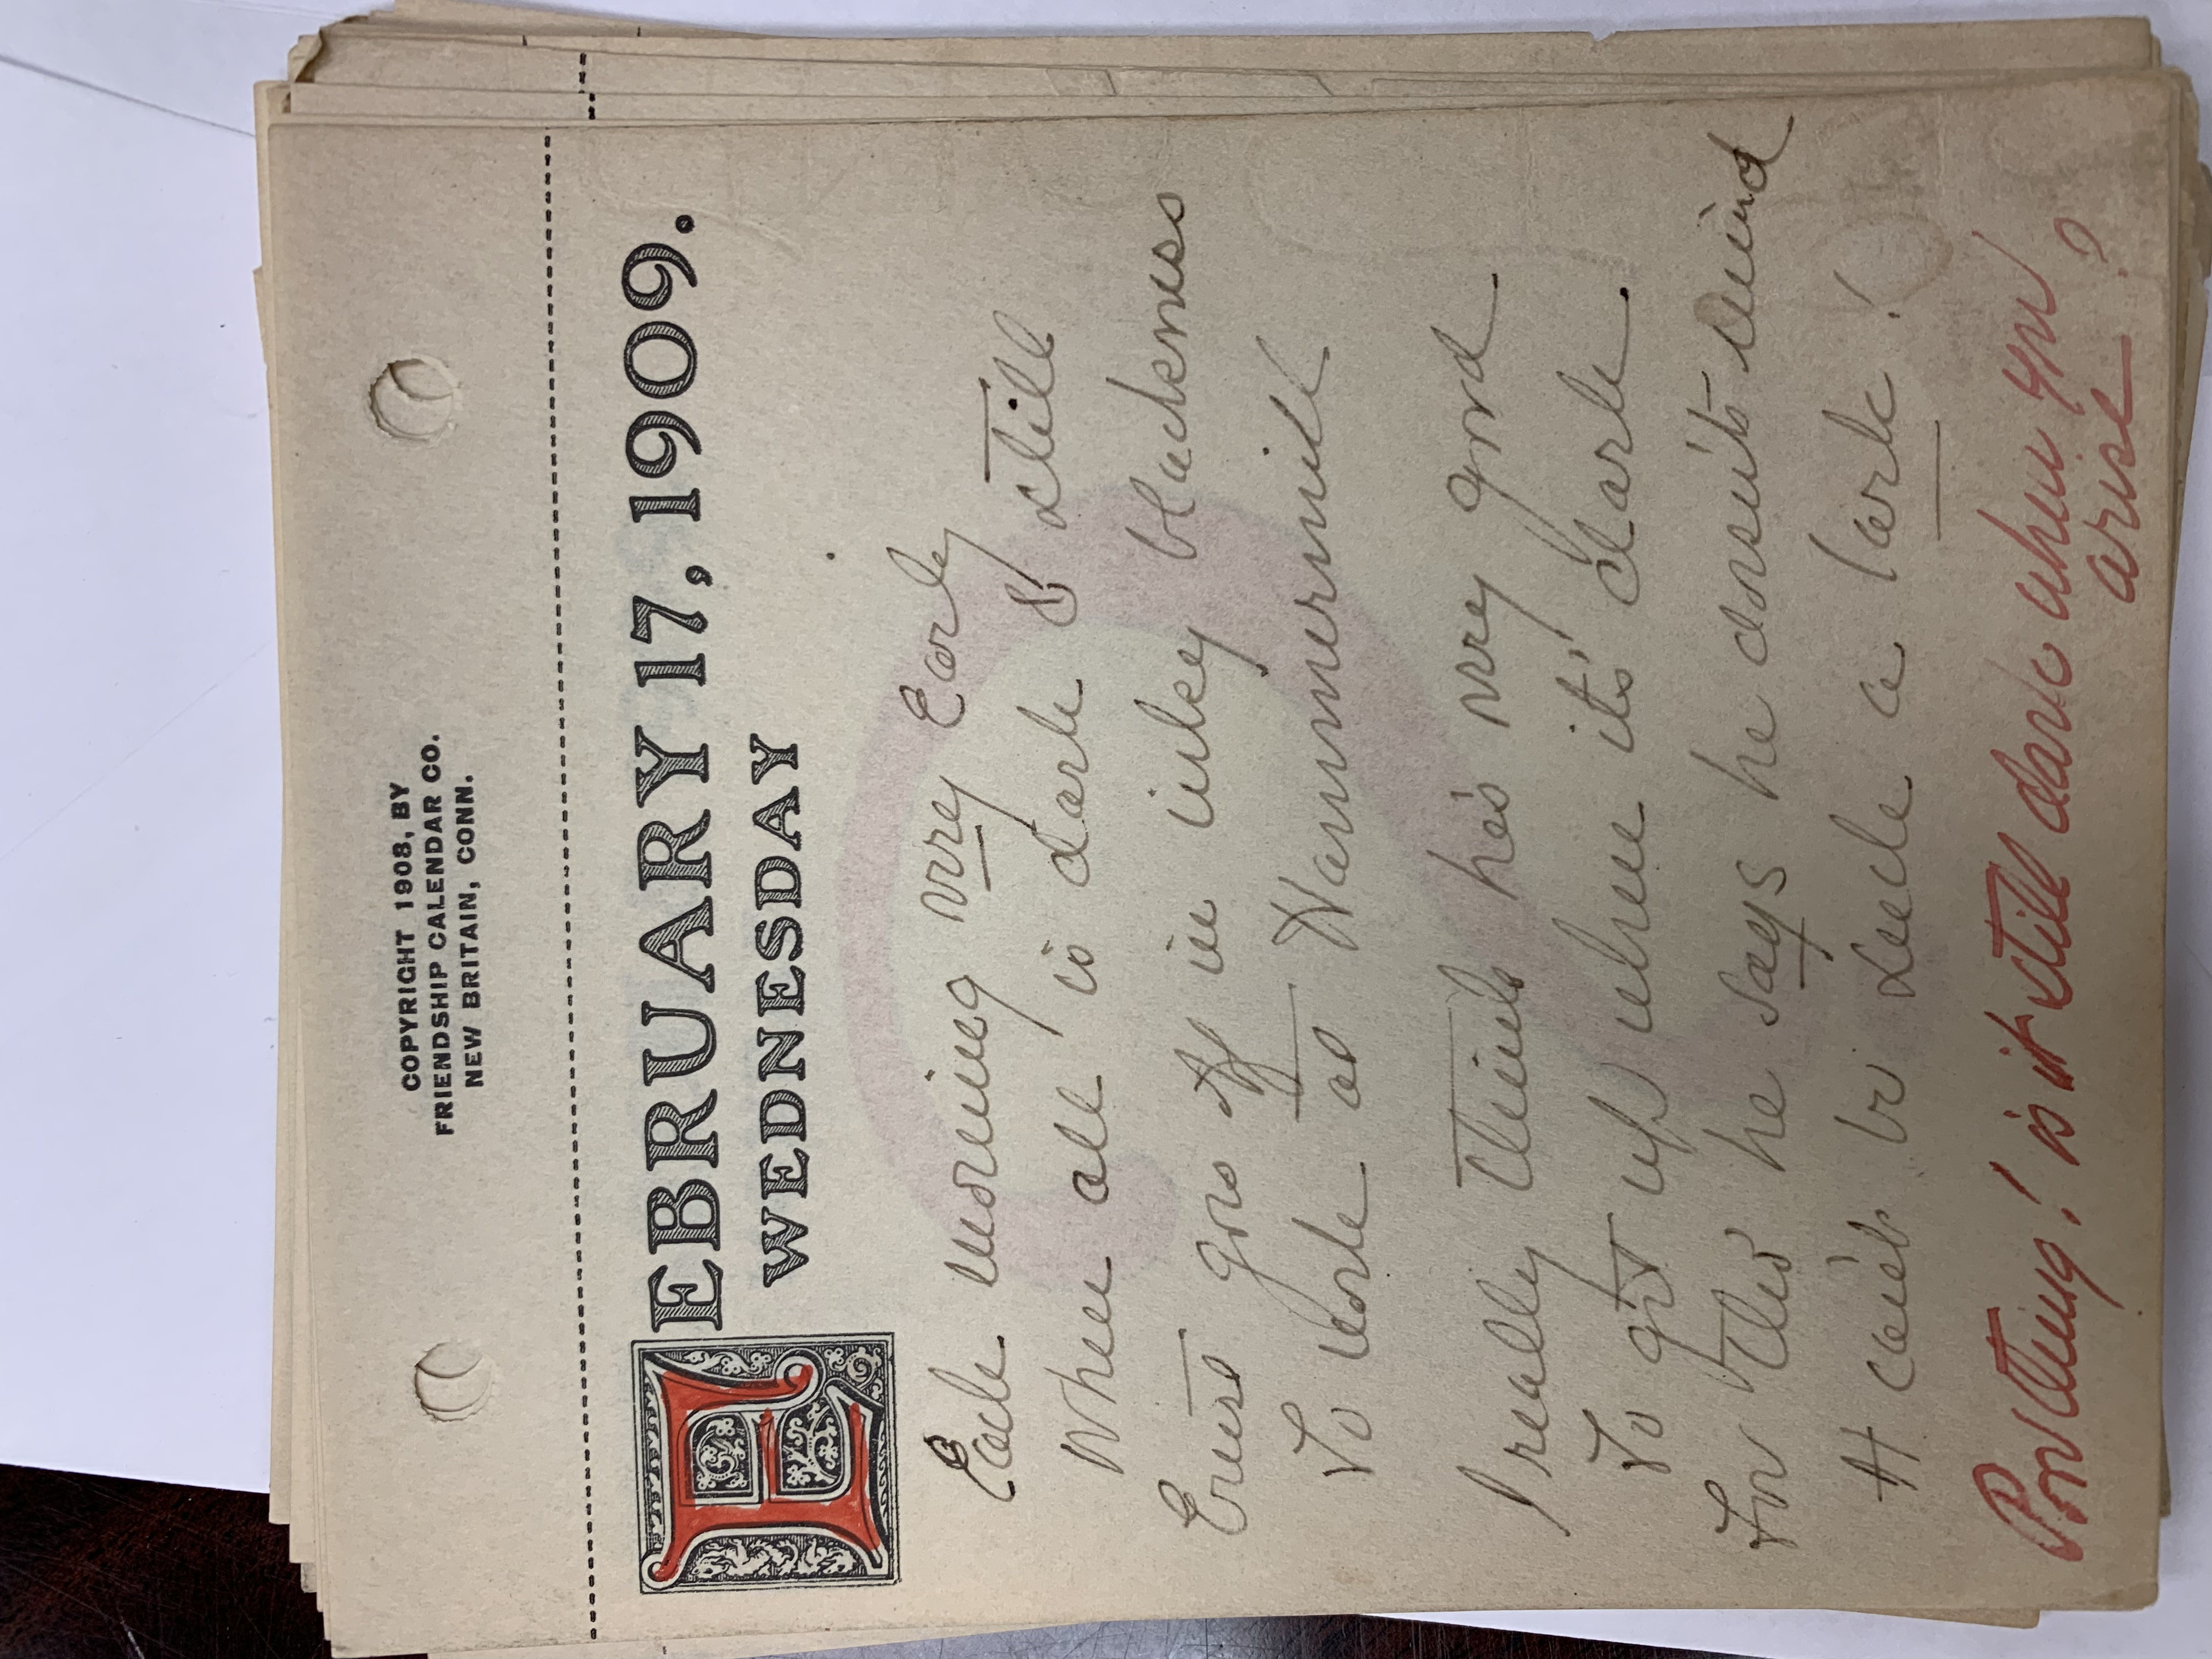 COPYRIGHT 1908, BY
FRIENDSHIP CALENDAR CO.
NEW BRITAIN, CONN.
FEBRUARY 17, 1909.
WEDNESDAY
Each morning very Early
When all is dark & still
Ernst goes off in inky blackness
To work at Hammermill
I really think he's very good
To get up when it's dark.
For tho' he says he doesn't mind
It can't be such a lark!
Poor thing! is it still dark when you
arise?